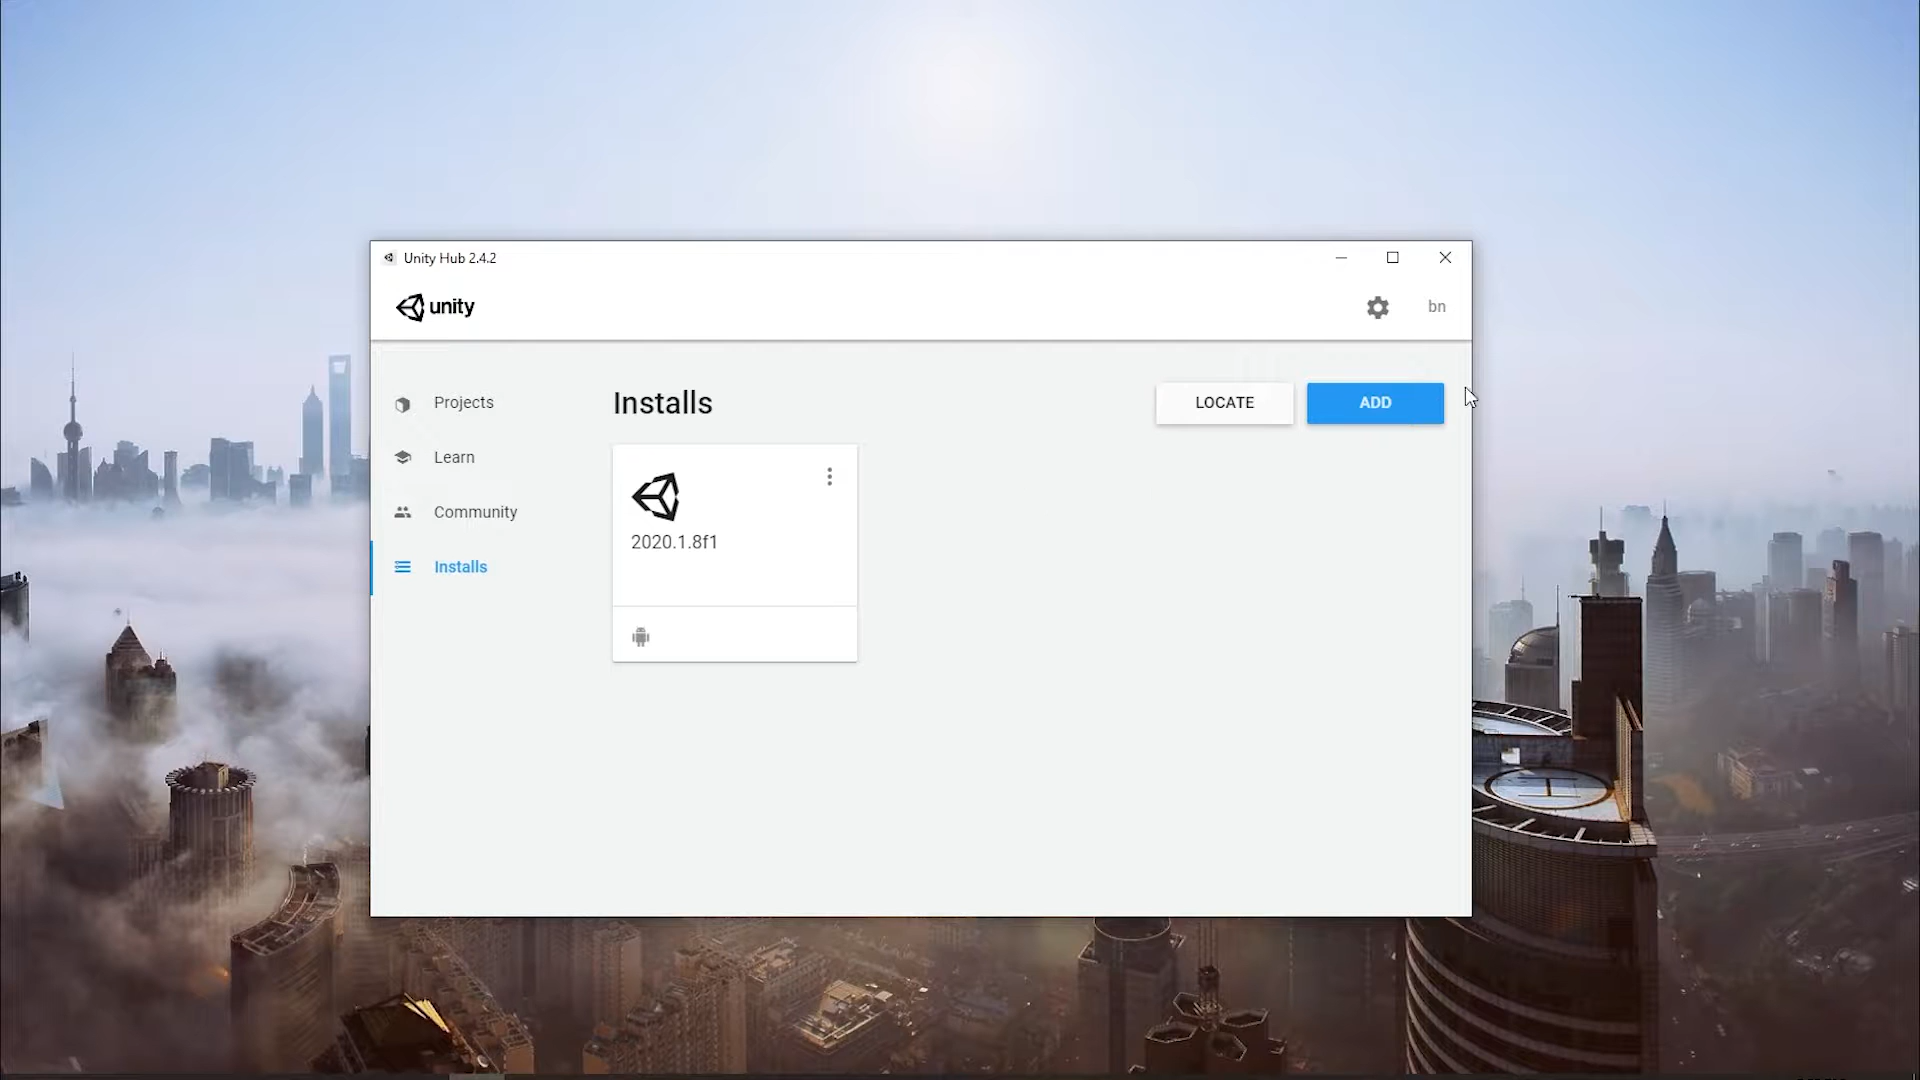 Unity Hub 2.4.2
unity
bn
Projects
Learn
Community
Installs
Installs
LOCATE
ADD
2020.1.8f1